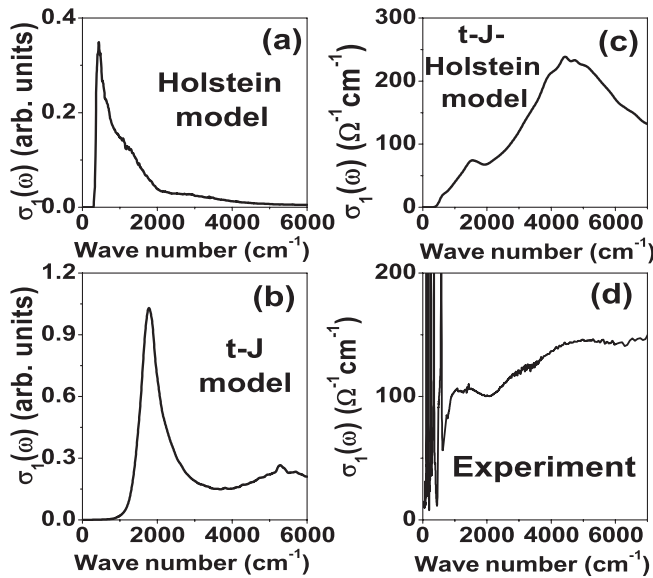 0.4
0.2
0.0
0 2000 4000 6000
σ₁(ω) (arb. units)
Wave number (cm⁻¹)
(a)
Holstein
model
300
200
100
0
0 2000 4000 6000
σ₁(ω) (Ω⁻¹cm⁻¹)
Wave number (cm⁻¹)
(c)
t-J-
Holstein
model
1.2
0.9
0.6
0.3
0.0
0 2000 4000 6000
σ₁(ω) (arb. units)
Wave number (cm⁻¹)
(b)
t-J
model
200
100
0
0 2000 4000 6000
σ₁(ω) (Ω⁻¹cm⁻¹)
Wave number (cm⁻¹)
(d)
Experiment